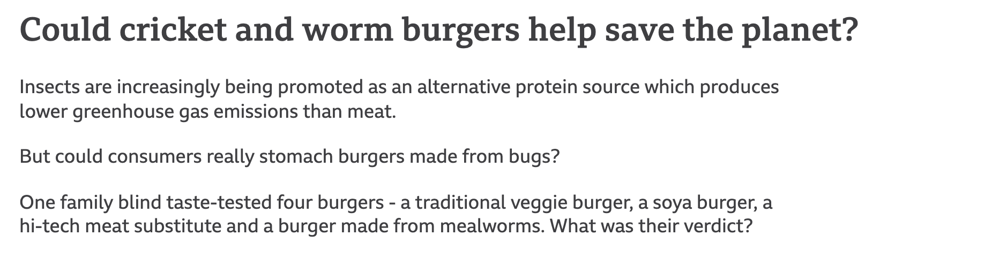 Could cricket and worm burgers help save the planet?
Insects are increasingly being promoted as an alternative protein source which produces
lower greenhouse gas emissions than meat.
But could consumers really stomach burgers made from bugs?
One family blind taste-tested four burgers - a traditional veggie burger, a soya burger, a
hi-tech meat substitute and a burger made from mealworms. What was their verdict?